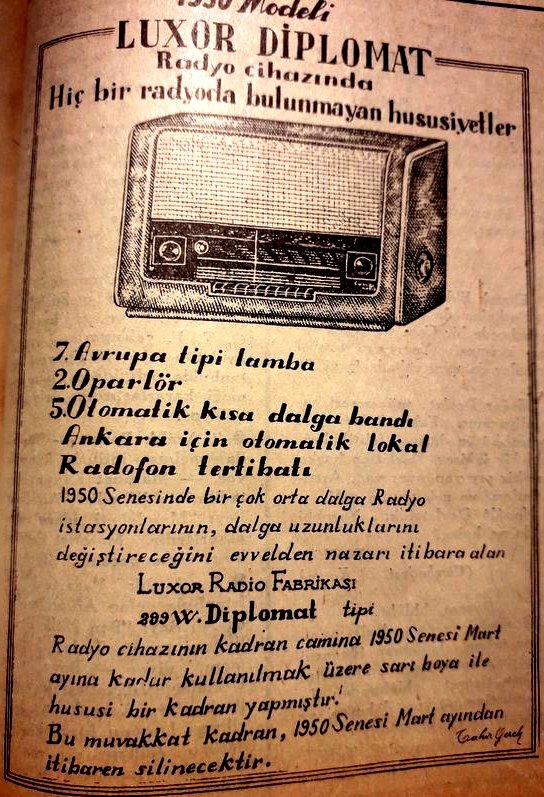 1950 Modeli
LUXOR DİPLOMAT
Radyo cihazında
Hiç bir radyoda bulunmayan hususiyetler
7. Avrupa tipi lamba
2. Oparlör
5. Otomatik kısa dalga bandı
Ankara için otomatik lokal
Radofon tertibatı
1950 Senesinde bir çok orta dalga Radyo
istasyonlarının, dalga uzunluklarını
değiştireceğini evvelden nazarı itibara alan
LUXOR RADIO FABRİKASI
299 W. Diplomat tipi
Radyo cihazının kadran camına 1950 Senesi Mart
ayına kadar kullanılmak üzere sarı boya ile
hususi bir kadran yapmıştır.
Bu muvakkat kadran, 1950 Senesi Mart ayından
itibaren silinecektir.